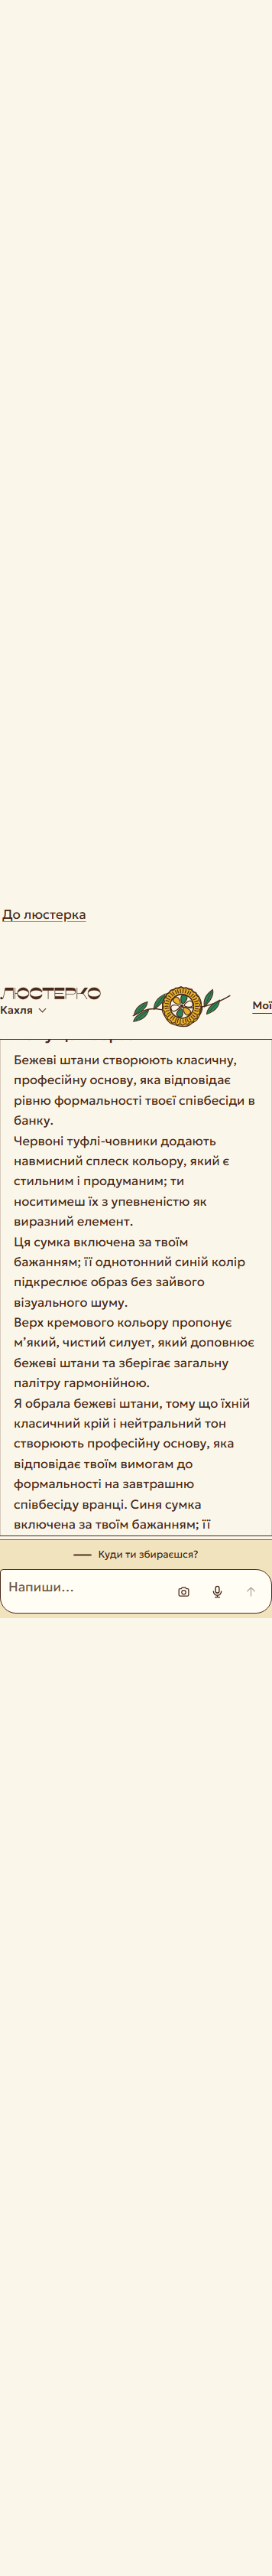 До люстерка
ЛЮСТЕРКО
Кахля
Мої
Бежеві штани створюють класичну,
професійну основу, яка відповідає
рівню формальності твоєї співбесіди в
банку.
Червоні туфлі-човники додають
навмисний сплеск кольору, який є
стильним і продуманим; ти
носитимеш їх з упевненістю як
виразний елемент.
Ця сумка включена за твоїм
бажанням; її однотонний синій колір
підкреслює образ без зайвого
візуального шуму.
Верх кремового кольору пропонує
м’який, чистий силует, який доповнює
бежеві штани та зберігає загальну
палітру гармонійною.
Я обрала бежеві штани, тому що їхній
класичний крій і нейтральний тон
створюють професійну основу, яка
відповідає твоїм вимогам до
формальності на завтрашню
співбесіду вранці. Синя сумка
включена за твоїм бажанням; її
Куди ти збираєшся?
Напиши...